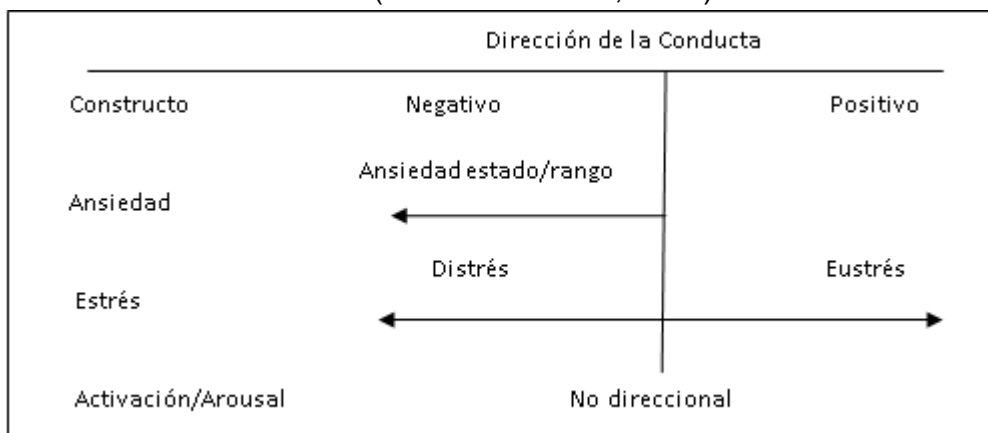 Dirección de la Conducta
Constructo Negativo Positivo
Ansiedad estado/rango
Ansiedad
Distrés Eustrés
Estrés
Activación/Arousal No direccional